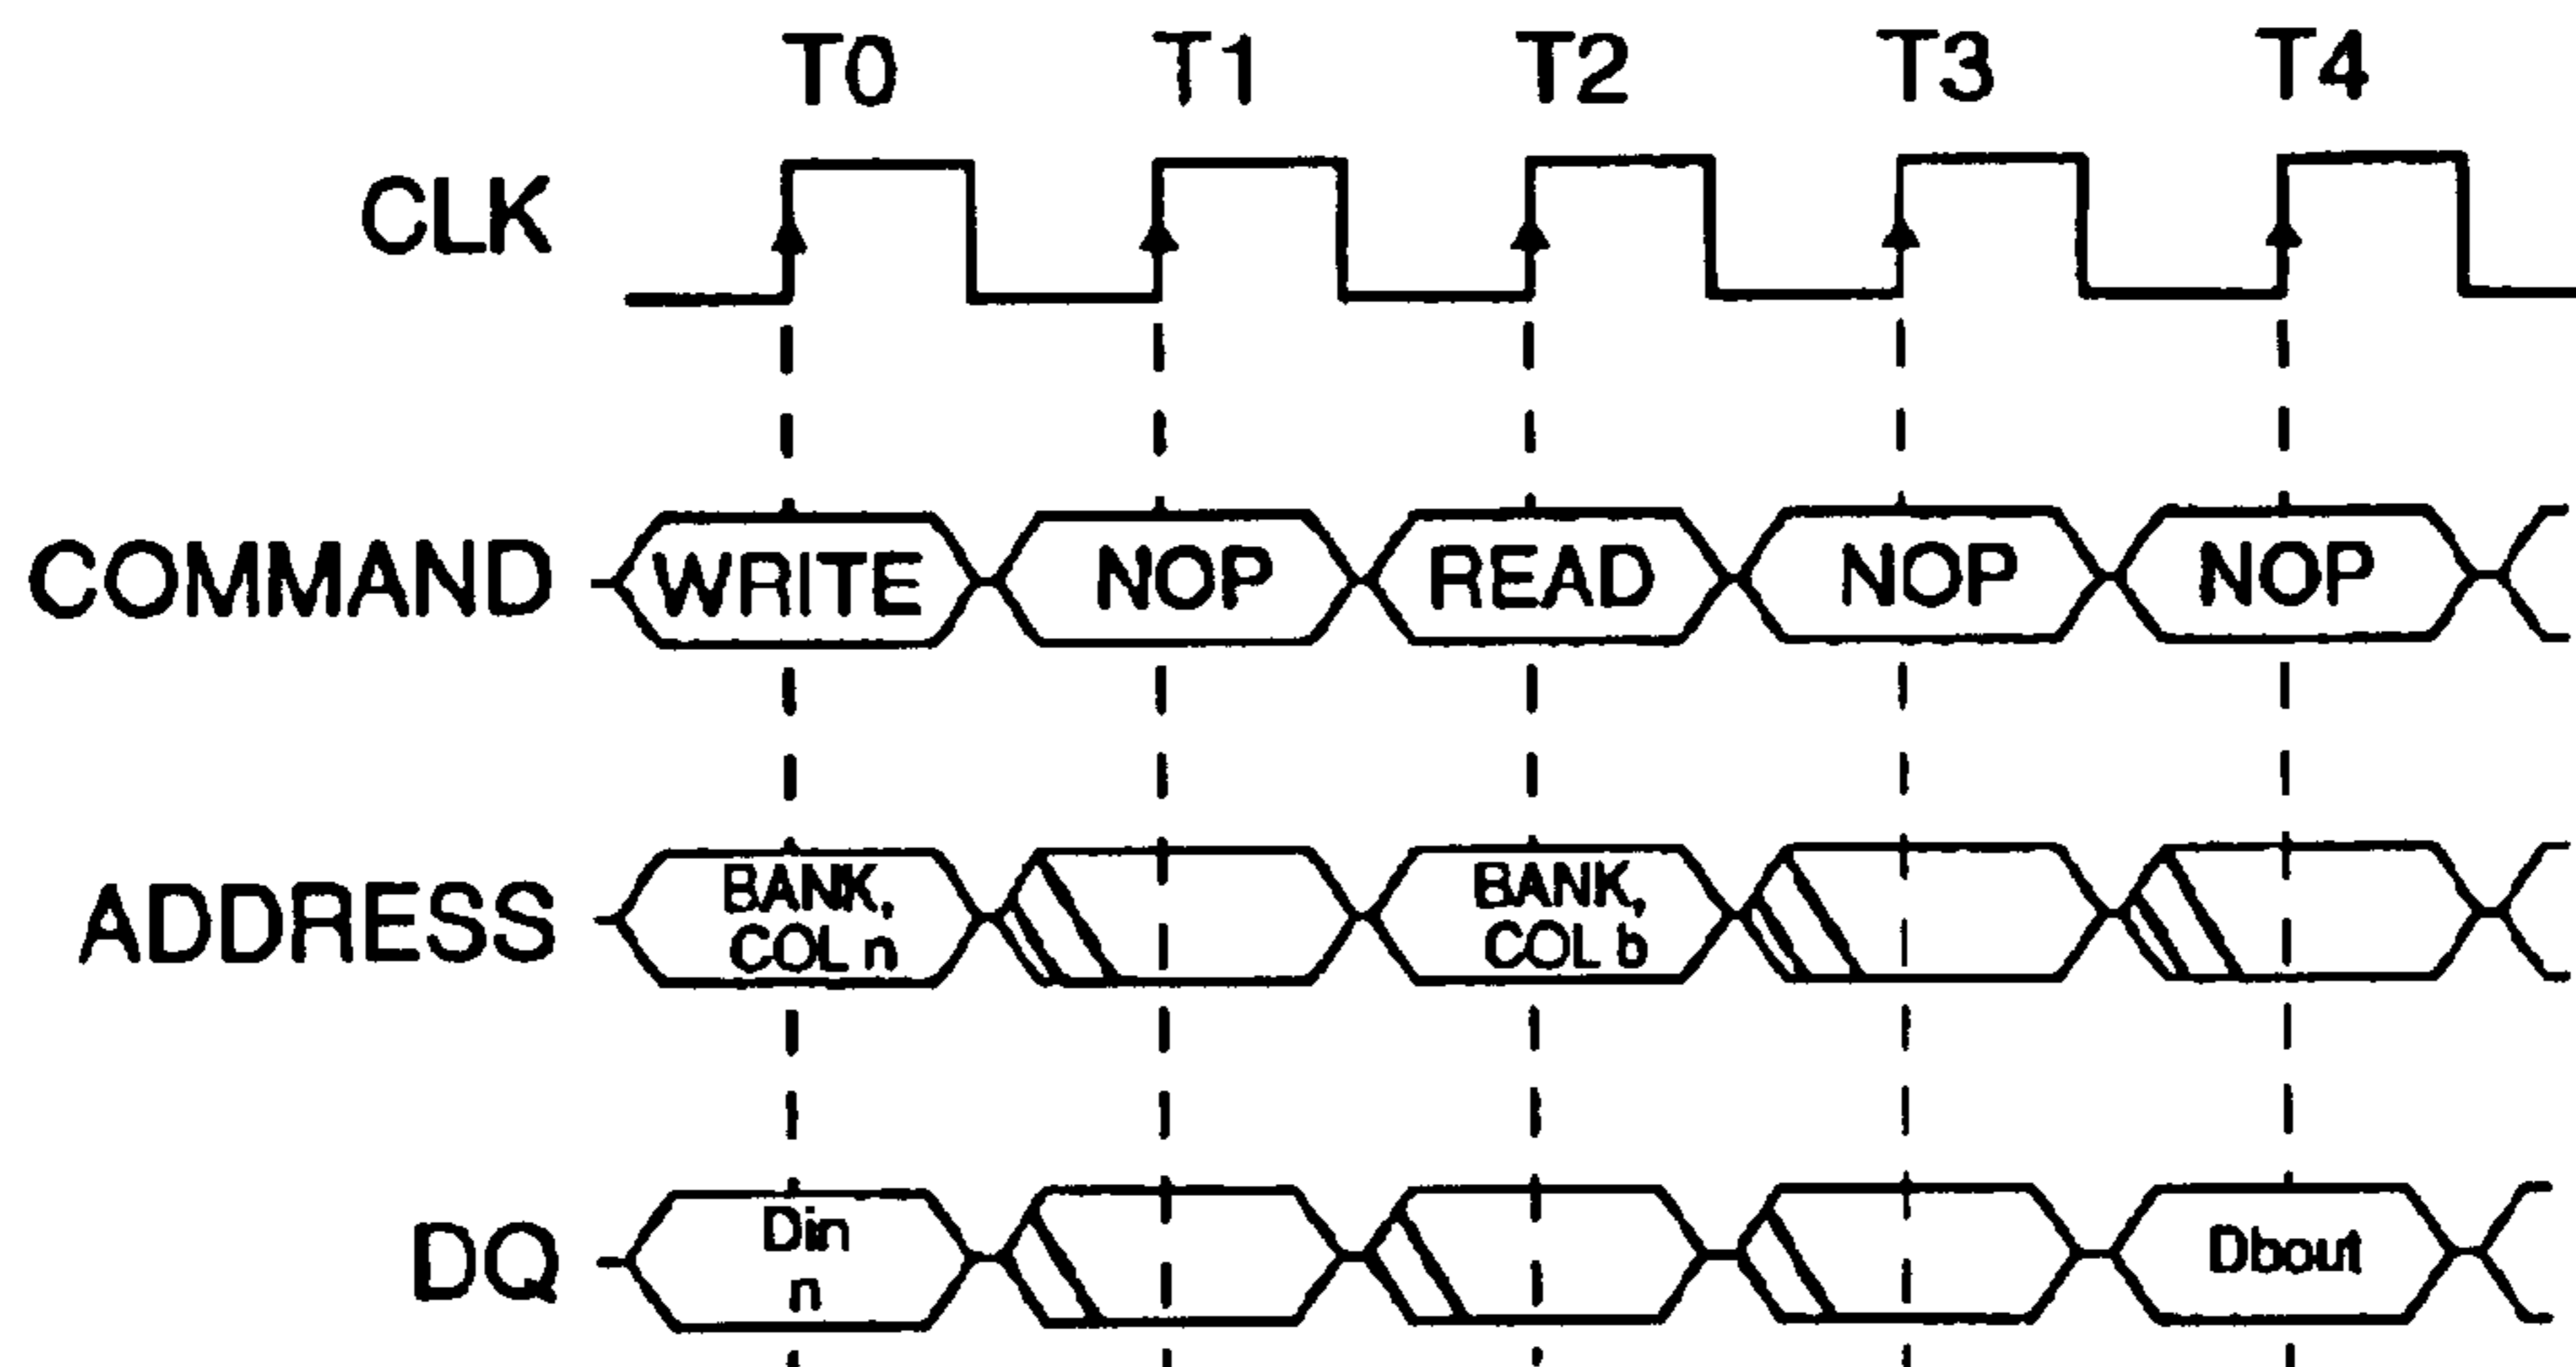 T0 T1 T2 T3 T4
CLK
COMMAND WRITE NOP READ NOP NOP
ADDRESS BANK, COL n BANK, COL b
DQ Din n Dbout